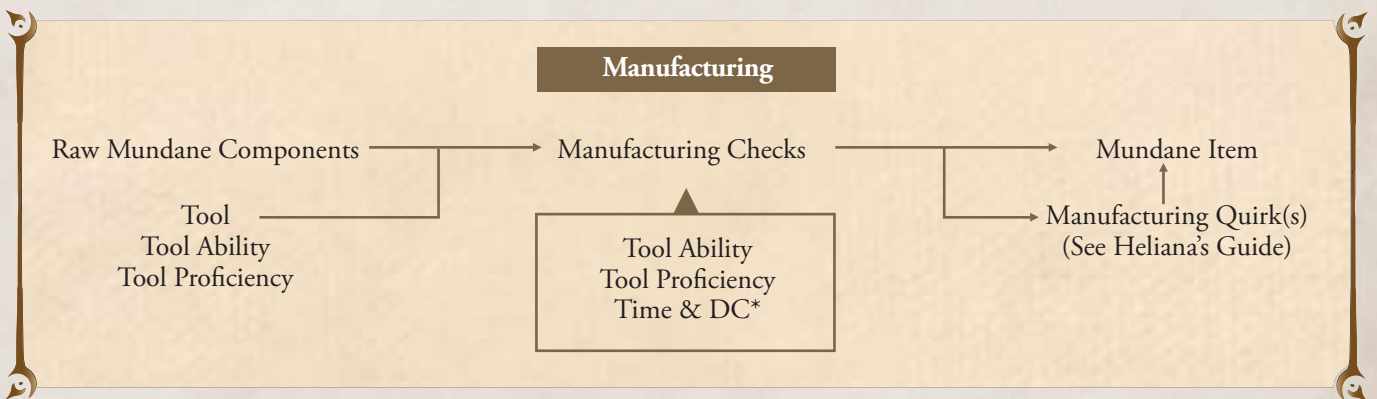 Manufacturing
Raw Mundane Components
Manufacturing Checks
Mundane Item
Tool
Tool Ability
Tool Proficiency
Tool Ability
Tool Proficiency
Time & DC*
Manufacturing Quirk(s)
(See Heliana’s Guide)